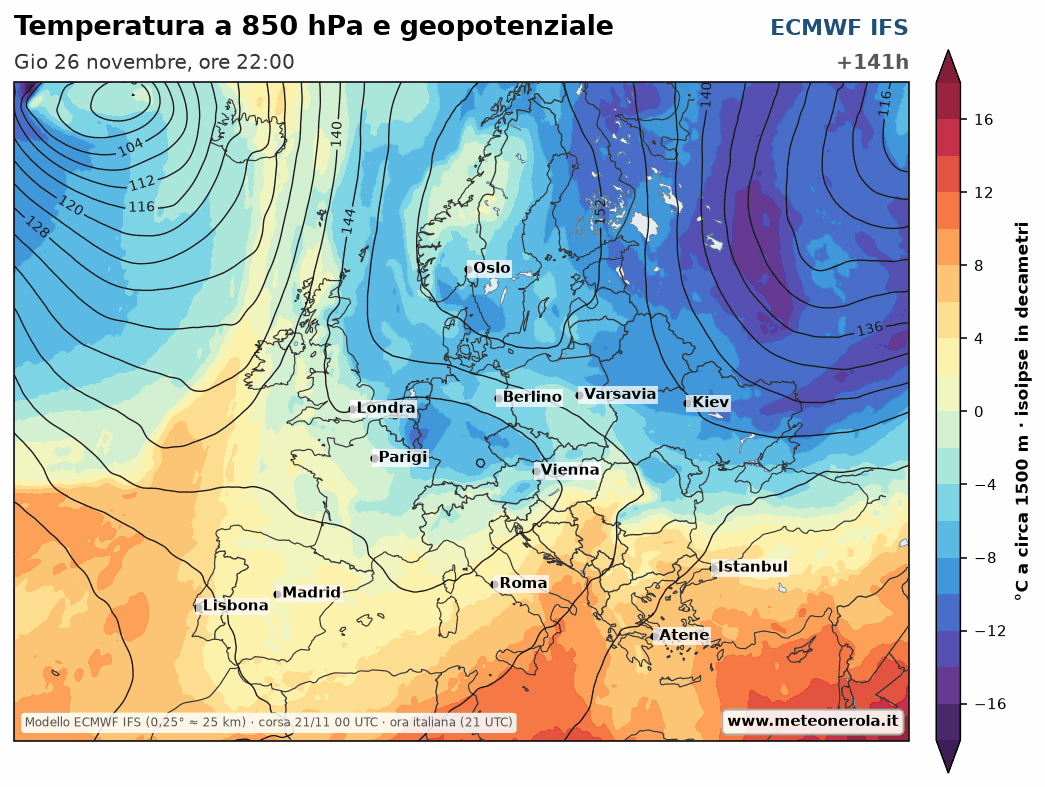 Temperatura a 850 hPa e geopotenziale
ECMWF IFS
Gio 26 novembre, ore 22:00
+141h
104
112
116
120
128
140
144
152
140
116
136
Oslo
Londra
Berlino
Varsavia
Kiev
Parigi
Vienna
Istanbul
Roma
Madrid
Lisbona
Atene
Modello ECMWF IFS (0,25° ≈ 25 km) · corsa 21/11 00 UTC · ora italiana (21 UTC)
www.meteonerola.it
16
12
8
4
0
−4
−8
−12
−16
°C a circa 1500 m · isoipse in decametri